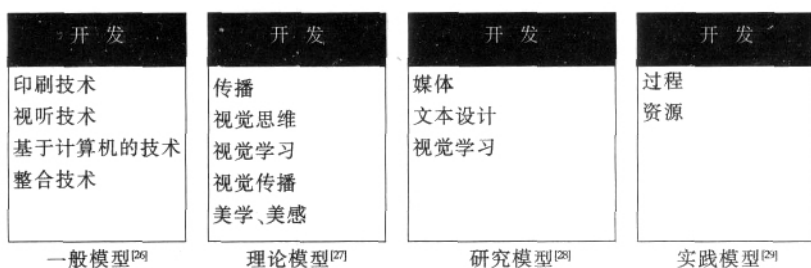 开发
印刷技术
视听技术
基于计算机的技术
整合技术
一般模型[26]
开发
传播
视觉思维
视觉学习
视觉传播
美学、美感
理论模型[27]
开发
媒体
文本设计
视觉学习
研究模型[28]
开发
过程
资源
实践模型[29]